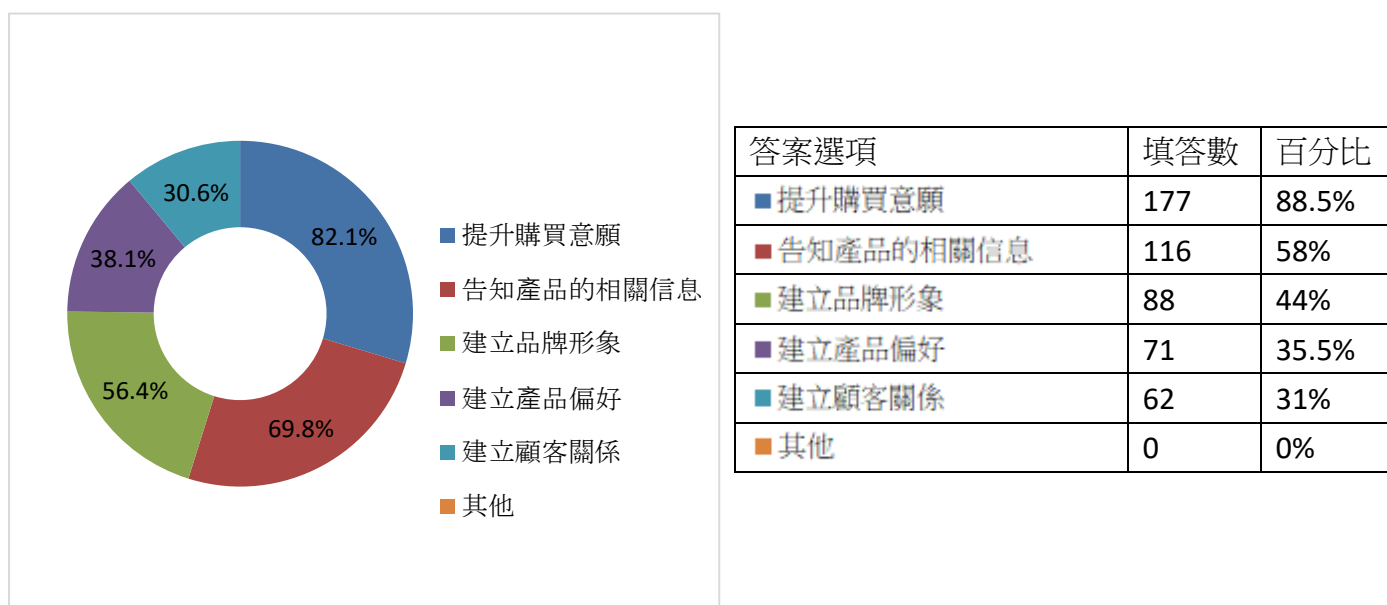 82.1%
69.8%
56.4%
38.1%
30.6%
提升購買意願
告知產品的相關信息
建立品牌形象
建立產品偏好
建立顧客關係
其他
答案選項 填答數 百分比
提升購買意願 177 88.5%
告知產品的相關信息 116 58%
建立品牌形象 88 44%
建立產品偏好 71 35.5%
建立顧客關係 62 31%
其他 0 0%